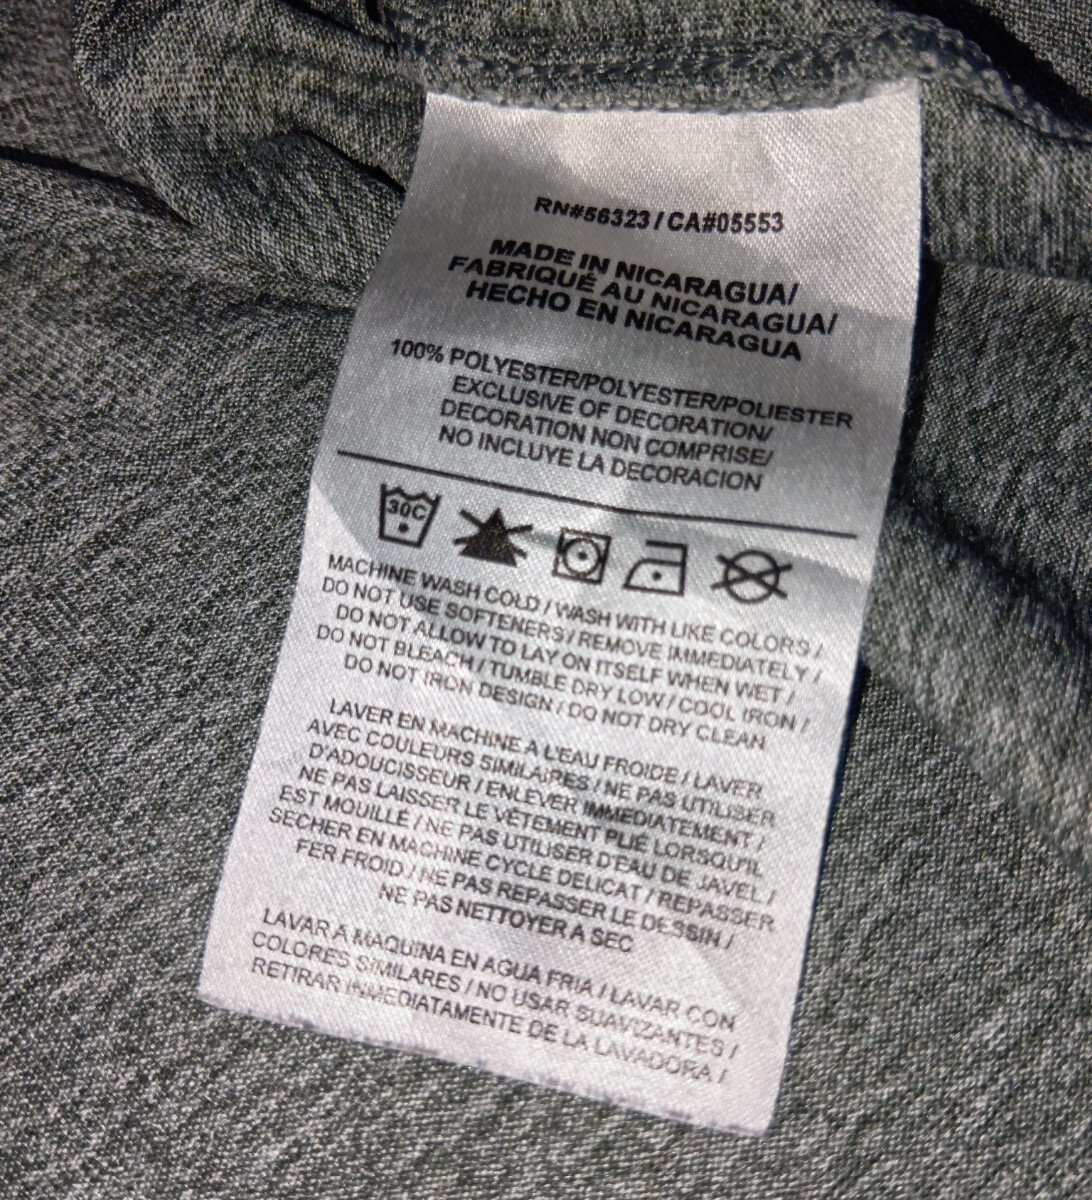 RN#56323 / CA#05553
MADE IN NICARAGUA/
FABRIQUÉ AU NICARAGUA/
HECHO EN NICARAGUA
100% POLYESTER/POLYESTER/POLIESTER
EXCLUSIVE OF DECORATION/
DECORATION NON COMPRISE/
NO INCLUYE LA DECORACION
30C
MACHINE WASH COLD / WASH WITH LIKE COLORS /
DO NOT USE SOFTENERS / REMOVE IMMEDIATELY /
DO NOT ALLOW TO LAY ON ITSELF WHEN WET /
DO NOT BLEACH / TUMBLE DRY LOW / COOL IRON /
DO NOT IRON DESIGN / DO NOT DRY CLEAN
LAVER EN MACHINE A L'EAU FROIDE / LAVER
AVEC COULEURS SIMILAIRES / NE PAS UTILISER
D'ADOUCISSEUR / ENLEVER IMMEDIATEMENT /
NE PAS LAISSER LE VÊTEMENT PLIÉ LORSQU'IL
EST MOUILLÉ / NE PAS UTILISER D'EAU DE JAVEL /
SECHER EN MACHINE CYCLE DELICAT / REPASSER
FER FROID / NE PAS REPASSER LE DESSIN /
NE PAS NETTOYER A SEC
LAVAR A MAQUINA EN AGUA FRIA / LAVAR CON
COLORES SIMILARES / NO USAR SUAVIZANTES /
RETIRAR INMEDIATAMENTE DE LA LAVADORA /